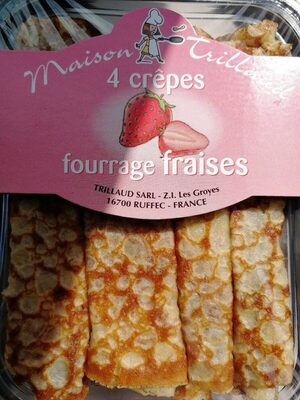 Maison Trillaud
4 crêpes
fourrage fraises
TRILLAUD SARL - Z.I. Les Groyes
16700 RUFFEC - FRANCE